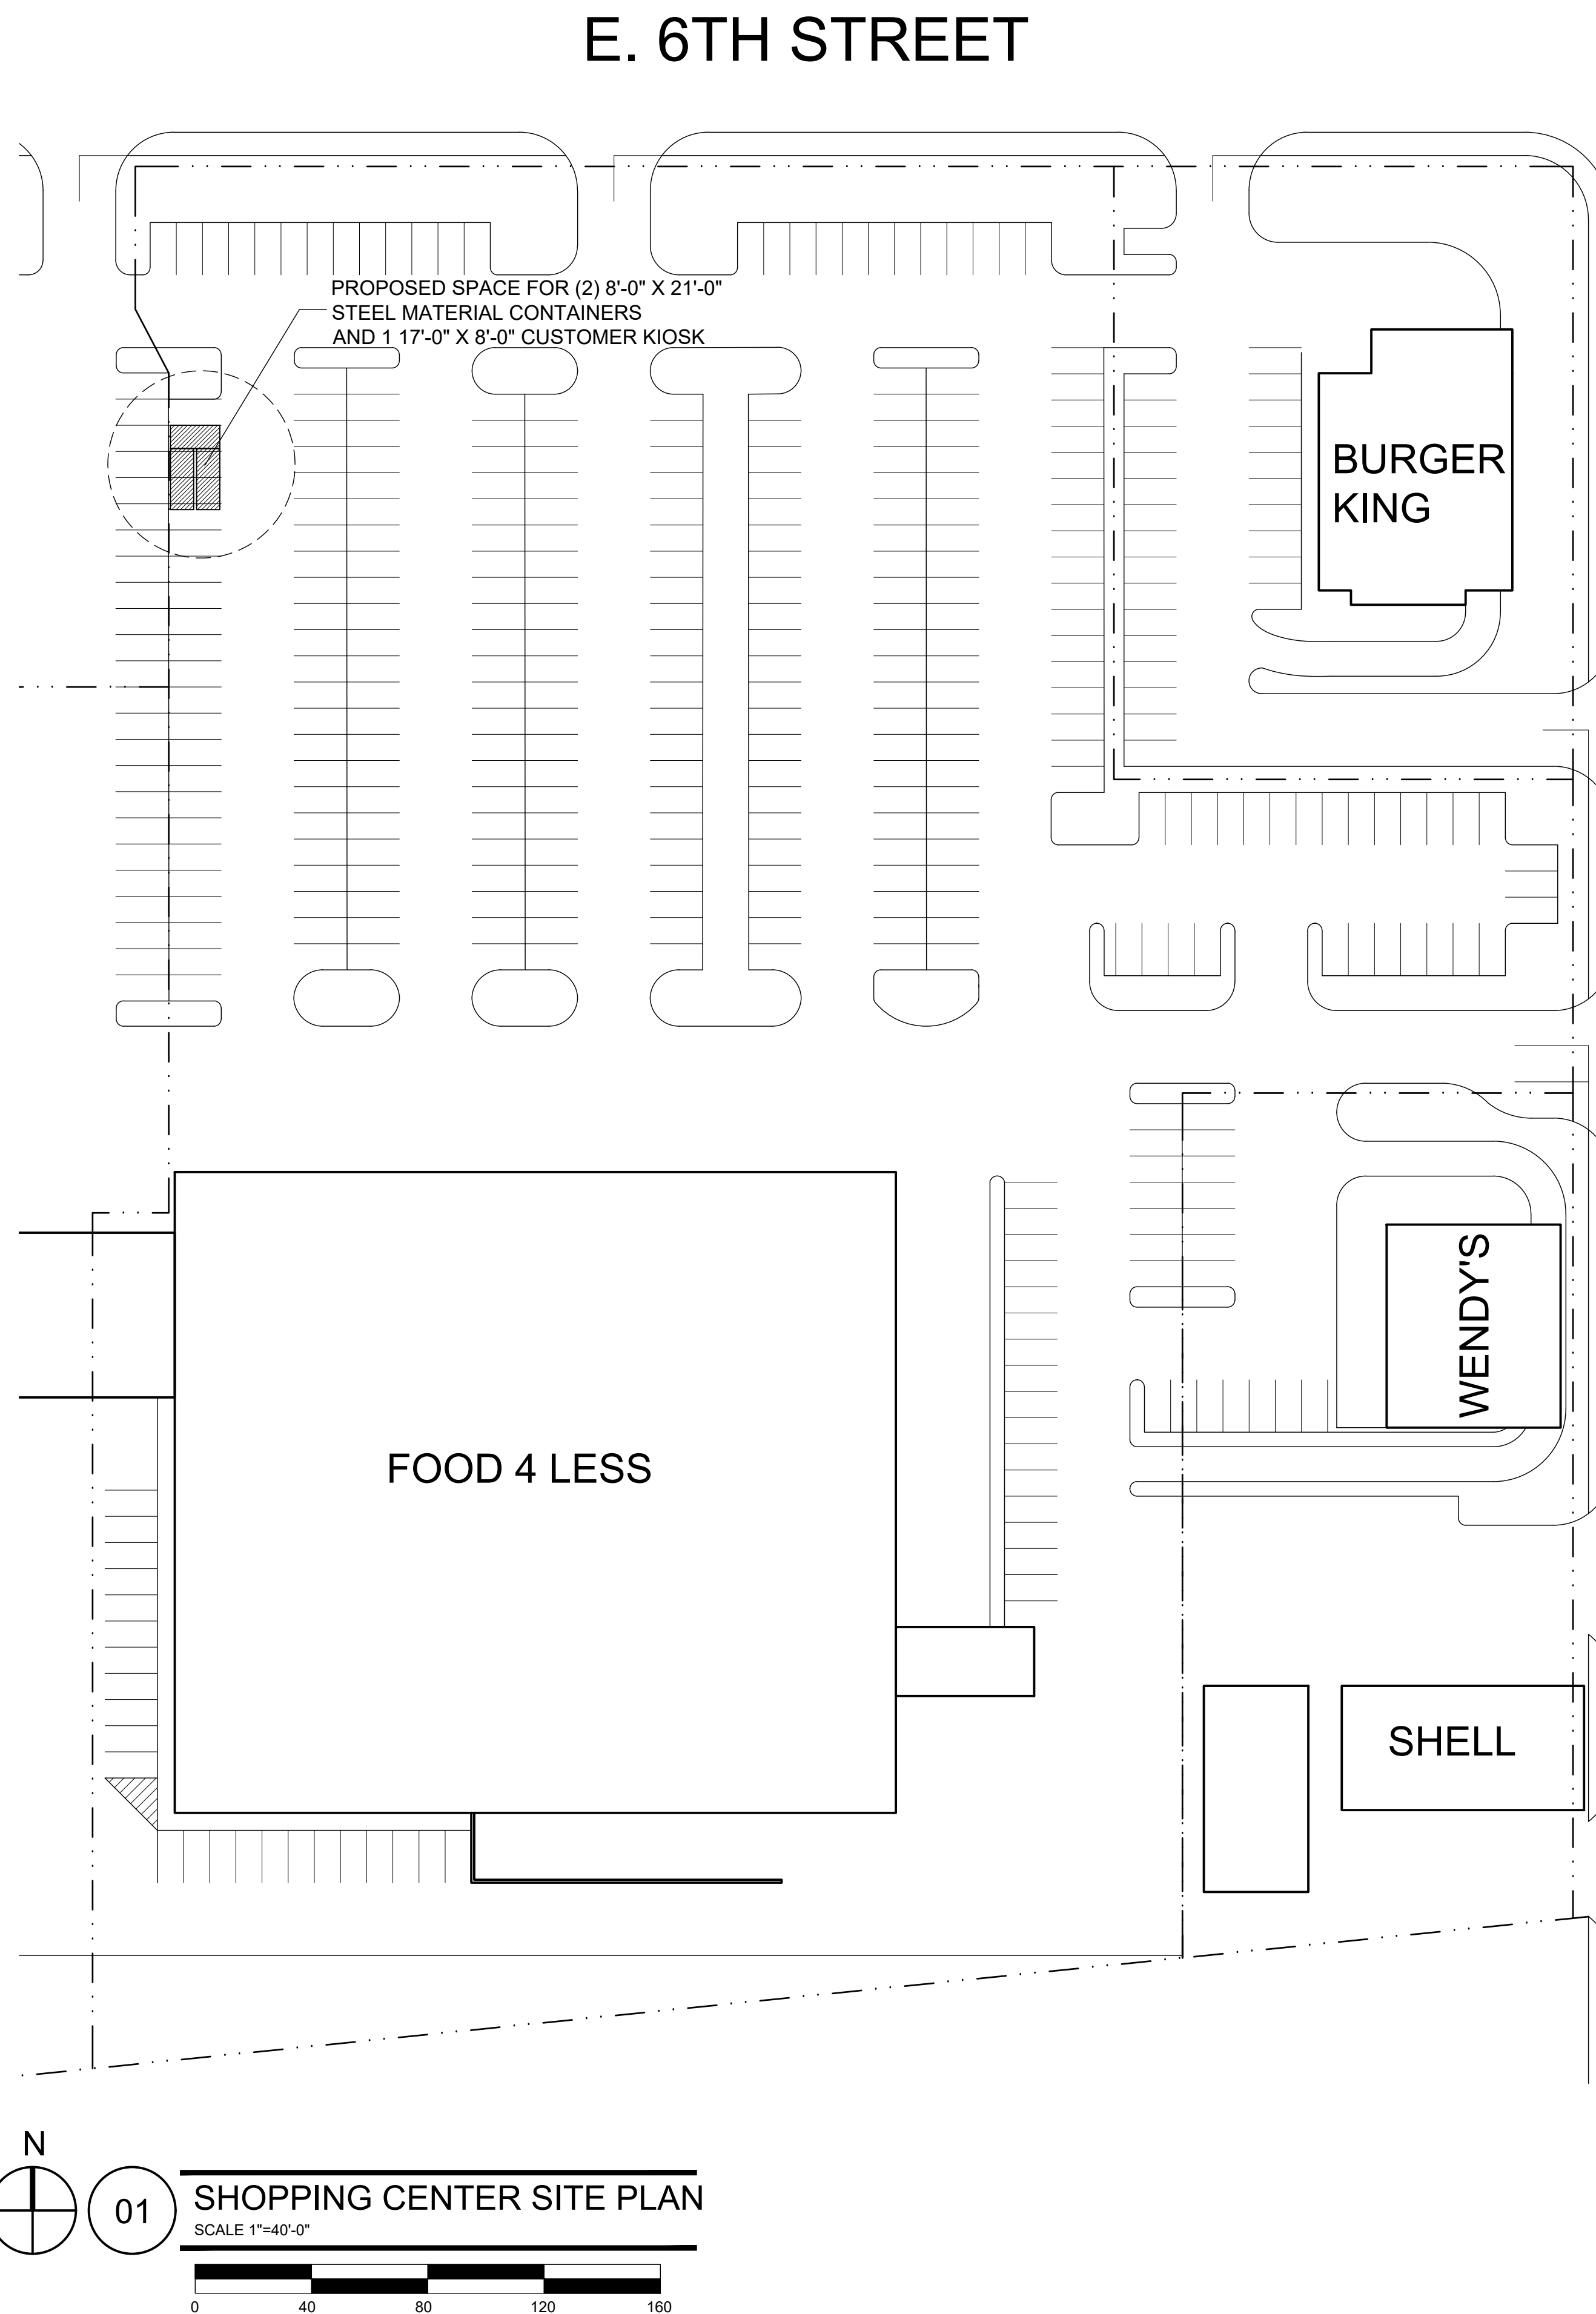 E. 6TH STREET
PROPOSED SPACE FOR (2) 8'-0" X 21'-0"
STEEL MATERIAL CONTAINERS
AND 1 17'-0" X 8'-0" CUSTOMER KIOSK
BURGER
KING
WENDY'S
FOOD 4 LESS
SHELL
N
01
SHOPPING CENTER SITE PLAN
SCALE 1"=40'-0"
0 40 80 120 160